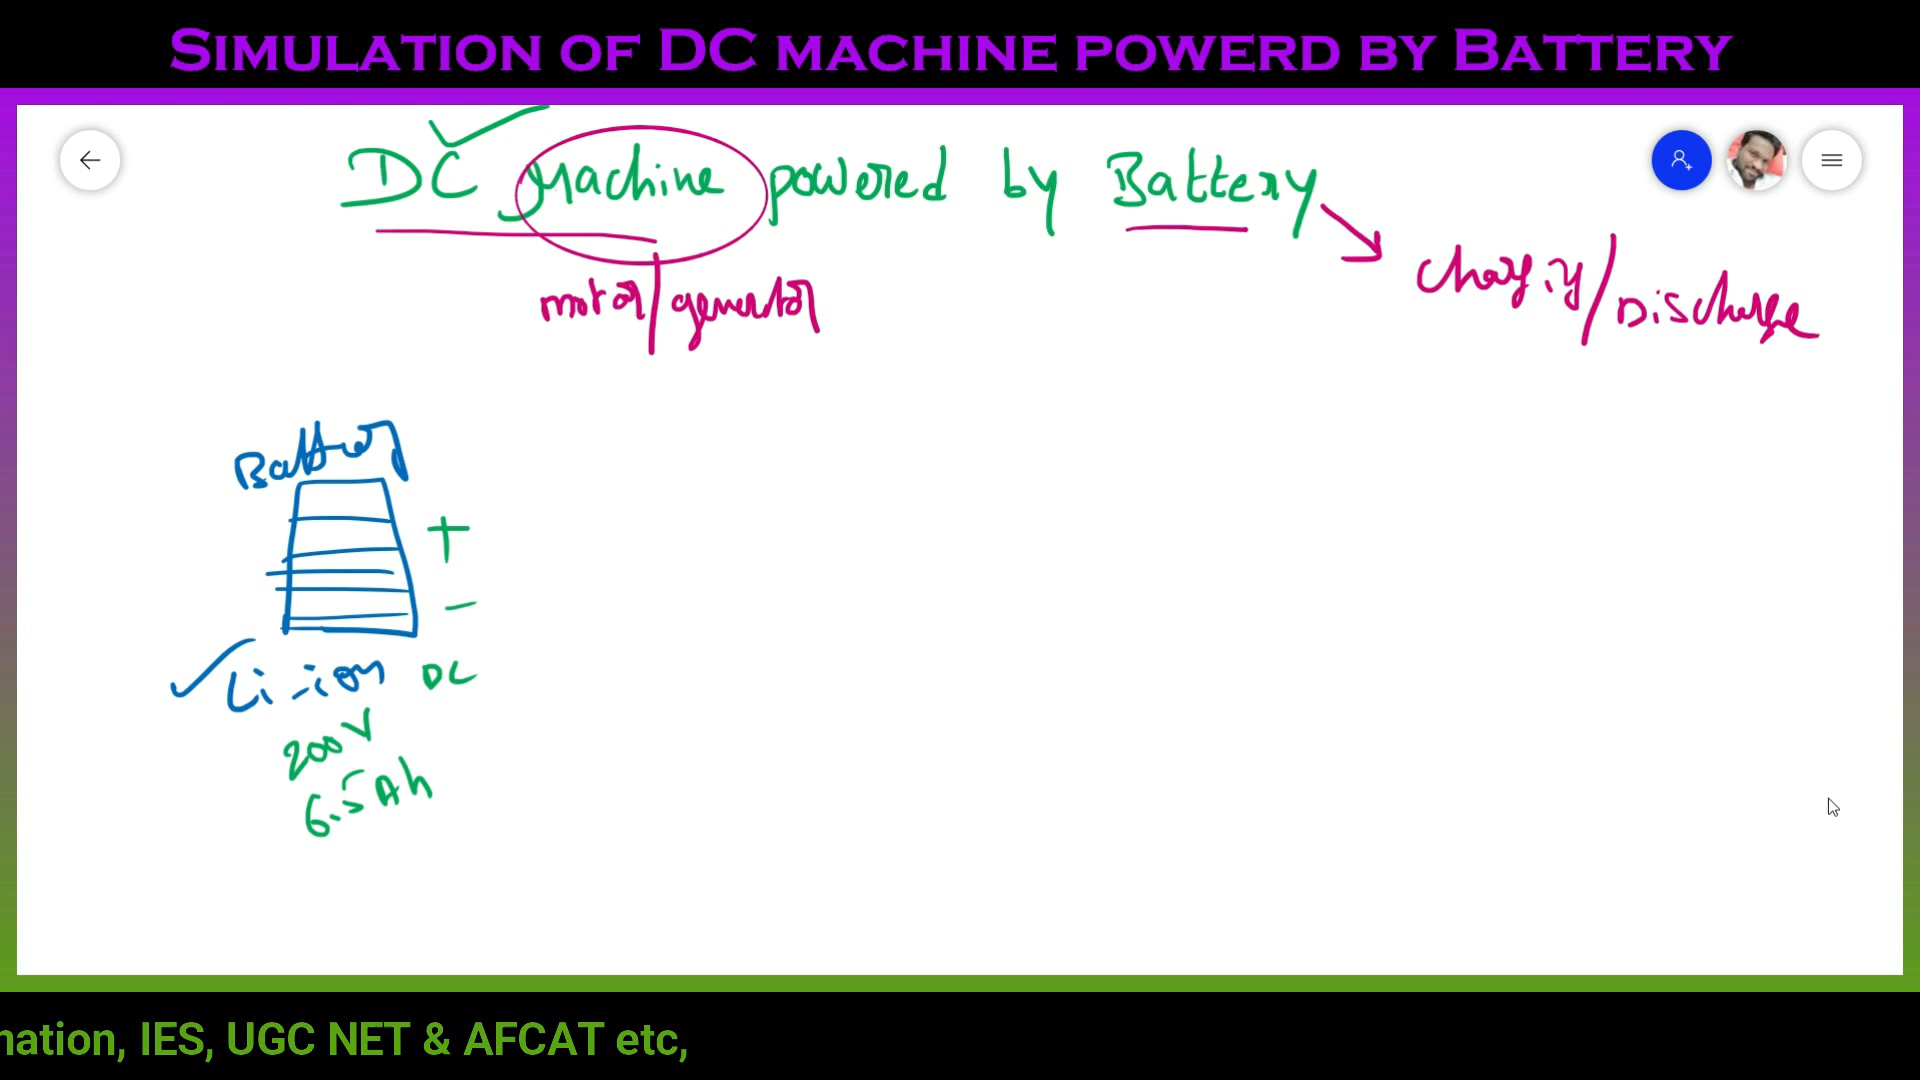 SIMULATION OF DC MACHINE POWERD BY BATTERY
DC Machine powered by Battery
motor/generator
Chargig/Discharge
Battery
+
-
Li-ion DC
200V
6.5Ah
nation, IES, UGC NET & AFCAT etc,